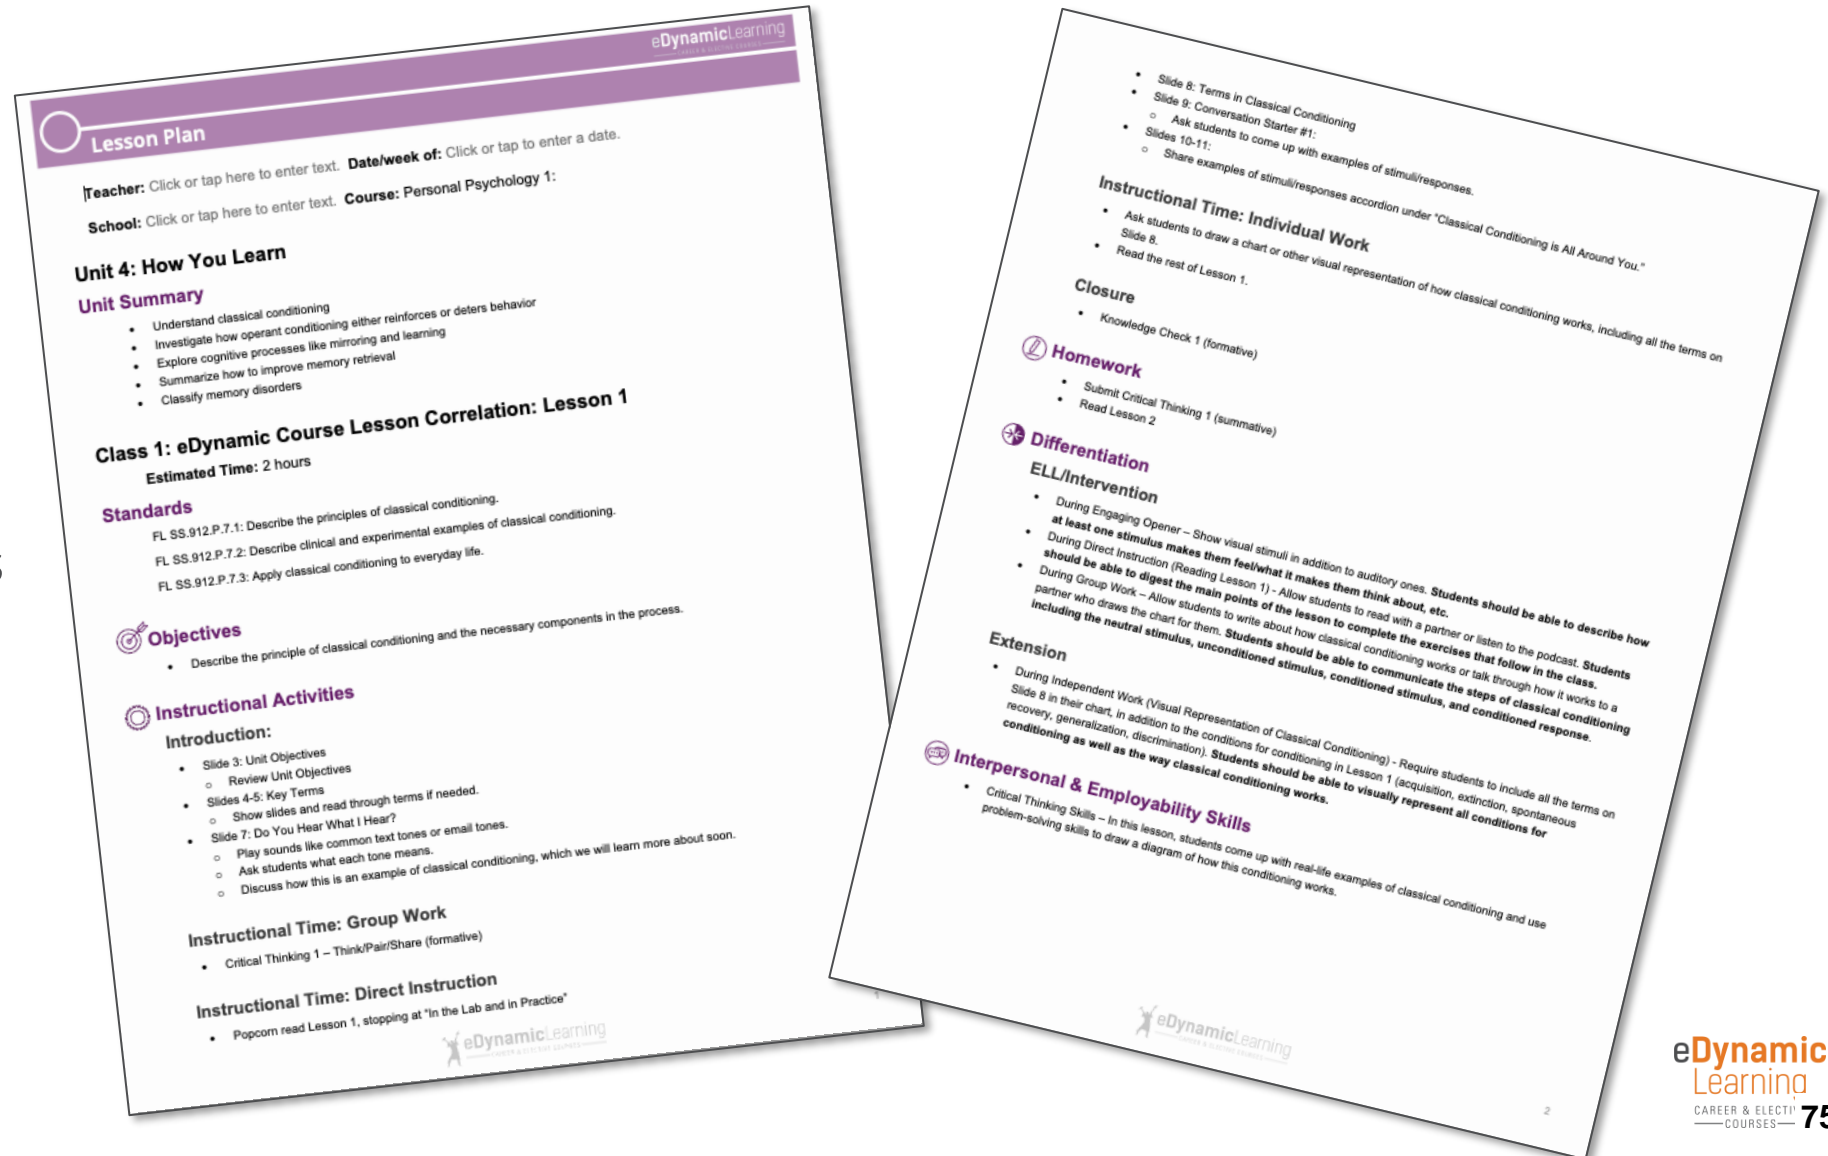 eDynamicLearning
CAREER & ELECTIVE COURSES
Lesson Plan
Teacher: Click or tap here to enter text. Date/week of: Click or tap to enter a date.
School: Click or tap here to enter text. Course: Personal Psychology 1:
Unit 4: How You Learn
Unit Summary
• Understand classical conditioning
• Investigate how operant conditioning either reinforces or deters behavior
• Explore cognitive processes like mirroring and learning
• Summarize how to improve memory retrieval
• Classify memory disorders
Class 1: eDynamic Course Lesson Correlation: Lesson 1
Estimated Time: 2 hours
Standards
FL SS.912.P.7.1: Describe the principles of classical conditioning.
FL SS.912.P.7.2: Describe clinical and experimental examples of classical conditioning.
FL SS.912.P.7.3: Apply classical conditioning to everyday life.
Objectives
• Describe the principle of classical conditioning and the necessary components in the process.
Instructional Activities
Introduction:
• Slide 3: Unit Objectives
o Review Unit Objectives
• Slides 4-5: Key Terms
o Show slides and read through terms if needed.
• Slide 7: Do You Hear What I Hear?
o Play sounds like common text tones or email tones.
o Ask students what each tone means.
o Discuss how this is an example of classical conditioning, which we will learn more about soon.
Instructional Time: Group Work
• Critical Thinking 1 – Think/Pair/Share (formative)
Instructional Time: Direct Instruction
• Popcorn read Lesson 1, stopping at "In the Lab and in Practice"
1
eDynamicLearning
CAREER & ELECTIVE COURSES
• Slide 8: Terms in Classical Conditioning
• Slide 9: Conversation Starter #1:
o Ask students to come up with examples of stimuli/responses.
• Slides 10-11:
o Share examples of stimuli/responses accordion under "Classical Conditioning is All Around You."
Instructional Time: Individual Work
• Ask students to draw a chart or other visual representation of how classical conditioning works, including all the terms on
Slide 8.
• Read the rest of Lesson 1.
Closure
• Knowledge Check 1 (formative)
Homework
• Submit Critical Thinking 1 (summative)
• Read Lesson 2
Differentiation
ELL/Intervention
• During Engaging Opener – Show visual stimuli in addition to auditory ones. Students should be able to describe how
at least one stimulus makes them feel/what it makes them think about, etc.
• During Direct Instruction (Reading Lesson 1) - Allow students to read with a partner or listen to the podcast. Students
should be able to digest the main points of the lesson to complete the exercises that follow in the class.
• During Group Work – Allow students to write about how classical conditioning works or talk through how it works to a
partner who draws the chart for them. Students should be able to communicate the steps of classical conditioning
including the neutral stimulus, unconditioned stimulus, conditioned stimulus, and conditioned response.
Extension
• During Independent Work (Visual Representation of Classical Conditioning) - Require students to include all the terms on
Slide 8 in their chart, in addition to the conditions for conditioning in Lesson 1 (acquisition, extinction, spontaneous
recovery, generalization, discrimination). Students should be able to visually represent all conditions for
conditioning as well as the way classical conditioning works.
Interpersonal & Employability Skills
• Critical Thinking Skills – In this lesson, students come up with real-life examples of classical conditioning and use
problem-solving skills to draw a diagram of how this conditioning works.
eDynamicLearning
CAREER & ELECTIVE COURSES
2
eDynamic
Learning
CAREER & ELECTI
COURSES
75